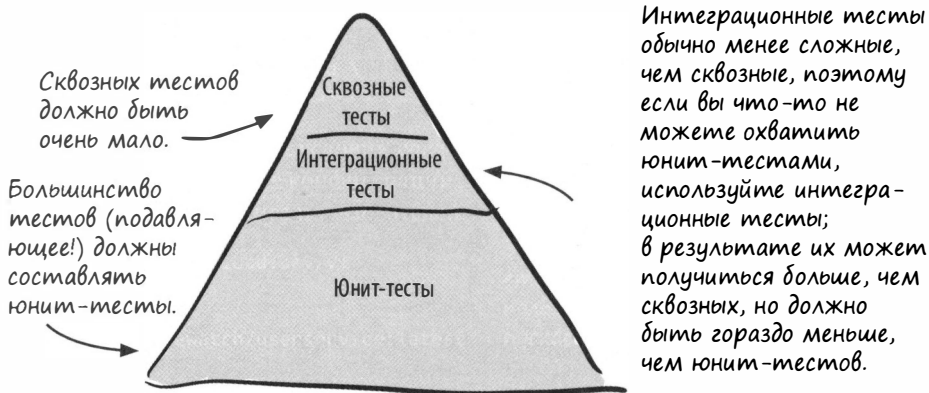 Сквозных тестов
должно быть
очень мало.
Большинство
тестов (подавля-
ющее!) должны
составлять
юнит-тесты.
Сквозные
тесты
Интеграционные
тесты
Юнит-тесты
Интеграционные тесты
обычно менее сложные,
чем сквозные, поэтому
если вы что-то не
можете охватить
юнит-тестами,
используйте интегра-
ционные тесты;
в результате их может
получиться больше, чем
сквозных, но должно
быть гораздо меньше,
чем юнит-тестов.